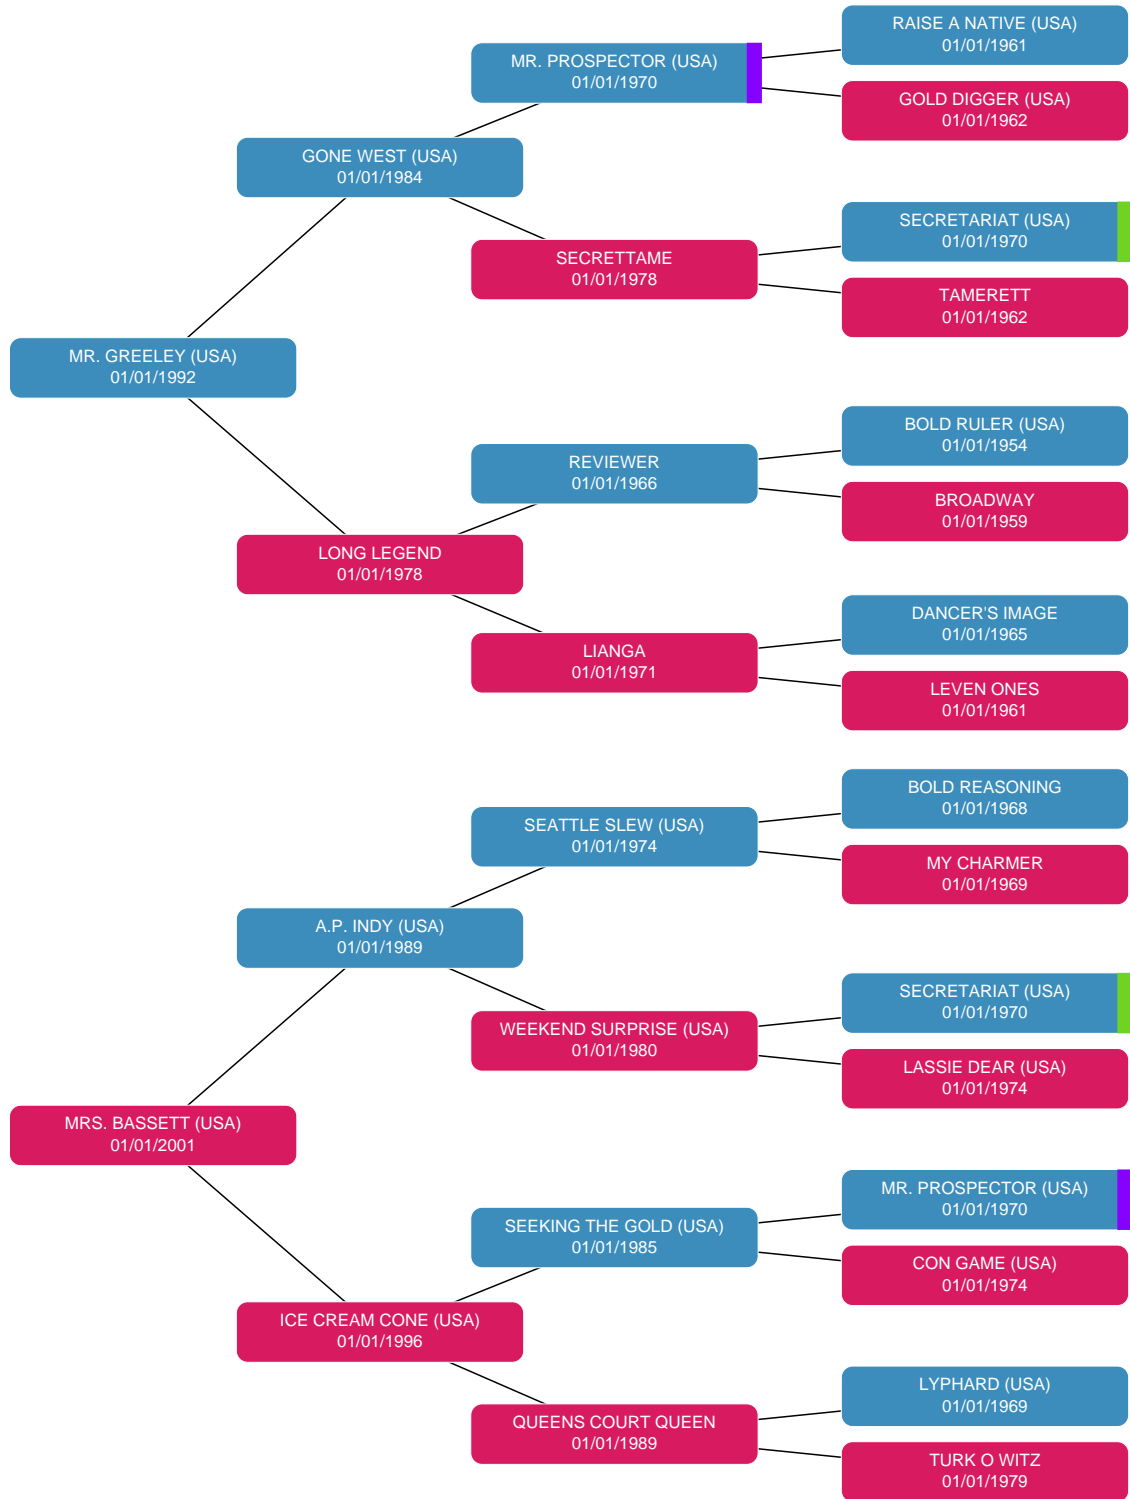 RAISE A NATIVE (USA)
01/01/1961
MR. PROSPECTOR (USA)
01/01/1970
GOLD DIGGER (USA)
01/01/1962
GONE WEST (USA)
01/01/1984
SECRETARIAT (USA)
01/01/1970
SECRETTAME
01/01/1978
TAMERETT
01/01/1962
MR. GREELEY (USA)
01/01/1992
BOLD RULER (USA)
01/01/1954
REVIEWER
01/01/1966
BROADWAY
01/01/1959
LONG LEGEND
01/01/1978
DANCER'S IMAGE
01/01/1965
LIANGA
01/01/1971
LEVEN ONES
01/01/1961
BOLD REASONING
01/01/1968
SEATTLE SLEW (USA)
01/01/1974
MY CHARMER
01/01/1969
A.P. INDY (USA)
01/01/1989
SECRETARIAT (USA)
01/01/1970
WEEKEND SURPRISE (USA)
01/01/1980
LASSIE DEAR (USA)
01/01/1974
MRS. BASSETT (USA)
01/01/2001
MR. PROSPECTOR (USA)
01/01/1970
SEEKING THE GOLD (USA)
01/01/1985
CON GAME (USA)
01/01/1974
ICE CREAM CONE (USA)
01/01/1996
LYPHARD (USA)
01/01/1969
QUEENS COURT QUEEN
01/01/1989
TURK O WITZ
01/01/1979